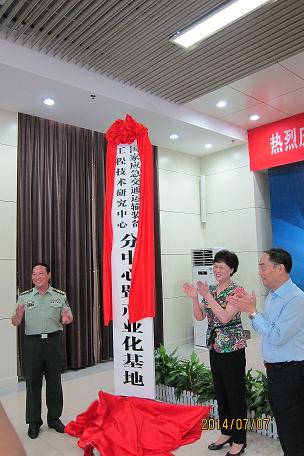 热烈庆
国家应急交通运输装备
工程技术研究中心
分中心暨产业化基地
2014/07/07